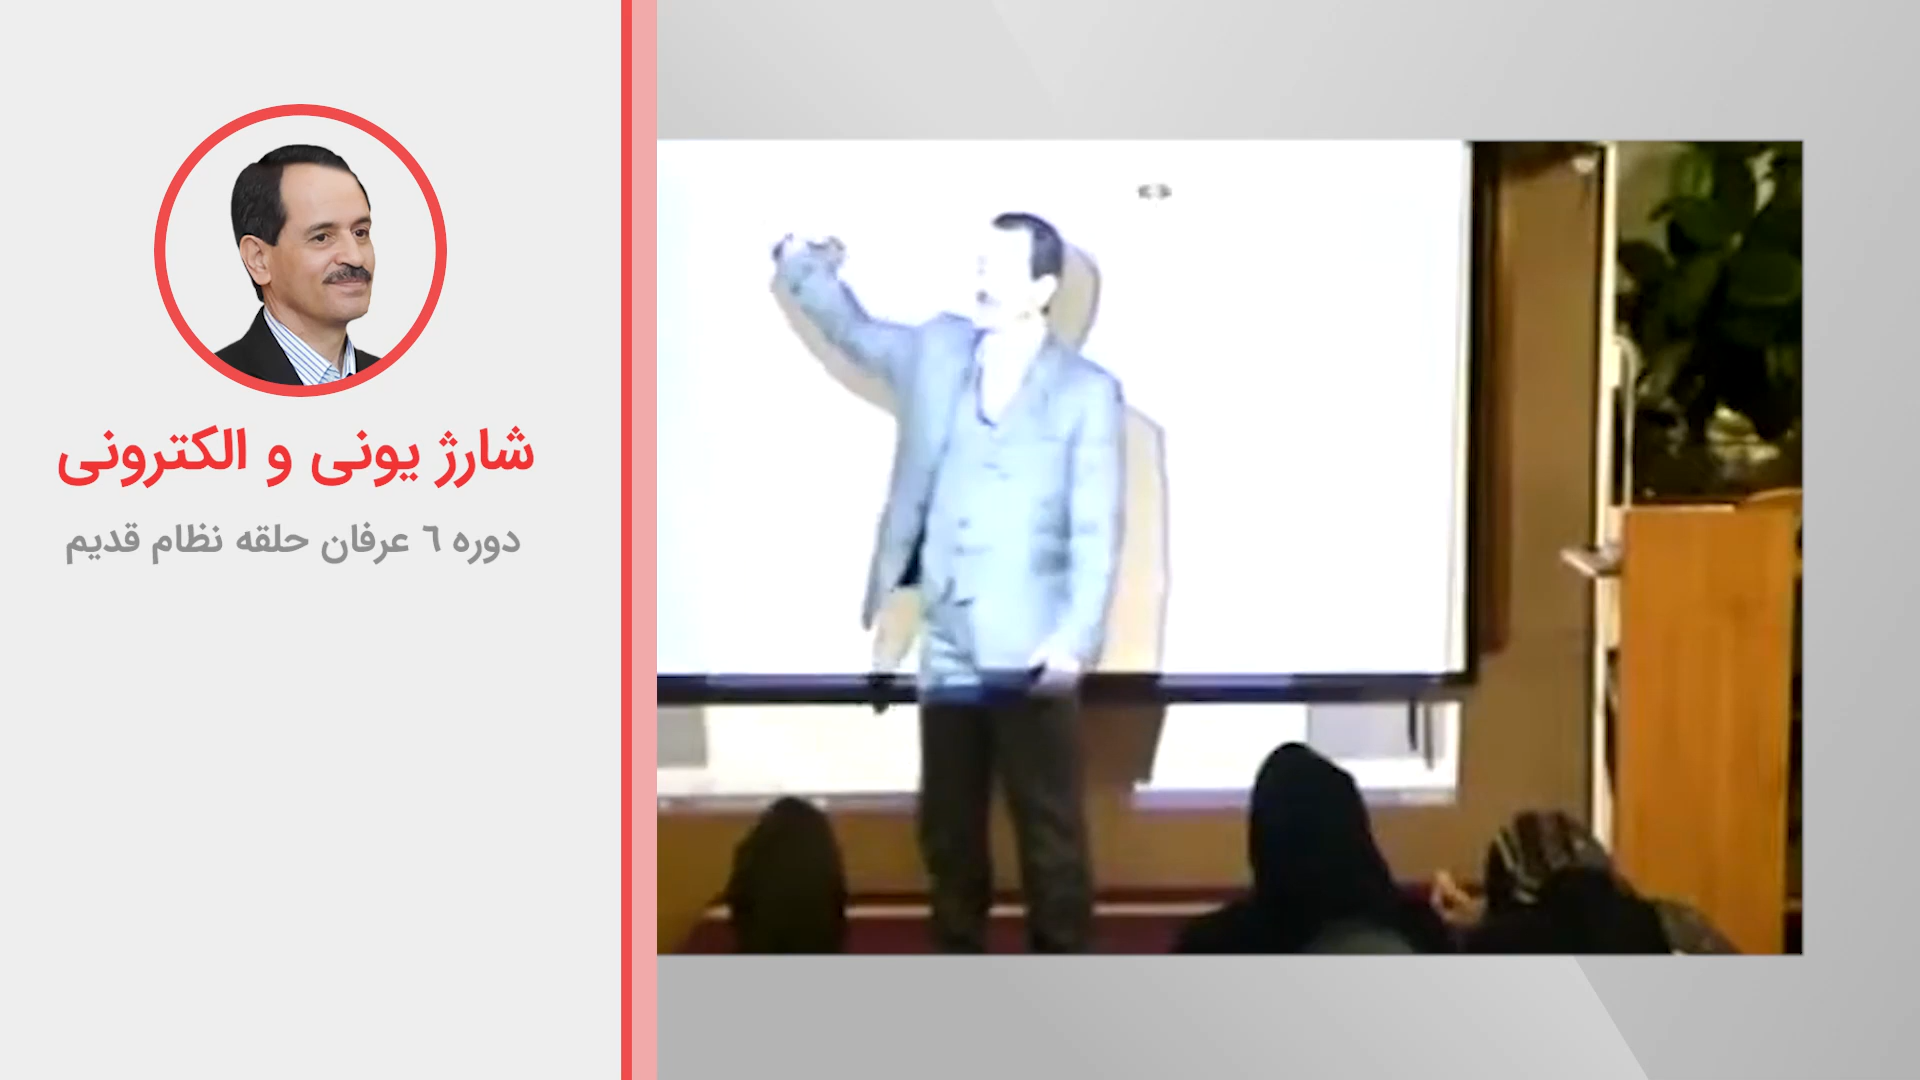 شارژ یونی و الکترونی
دوره ٦ عرفان حلقه نظام قدیم